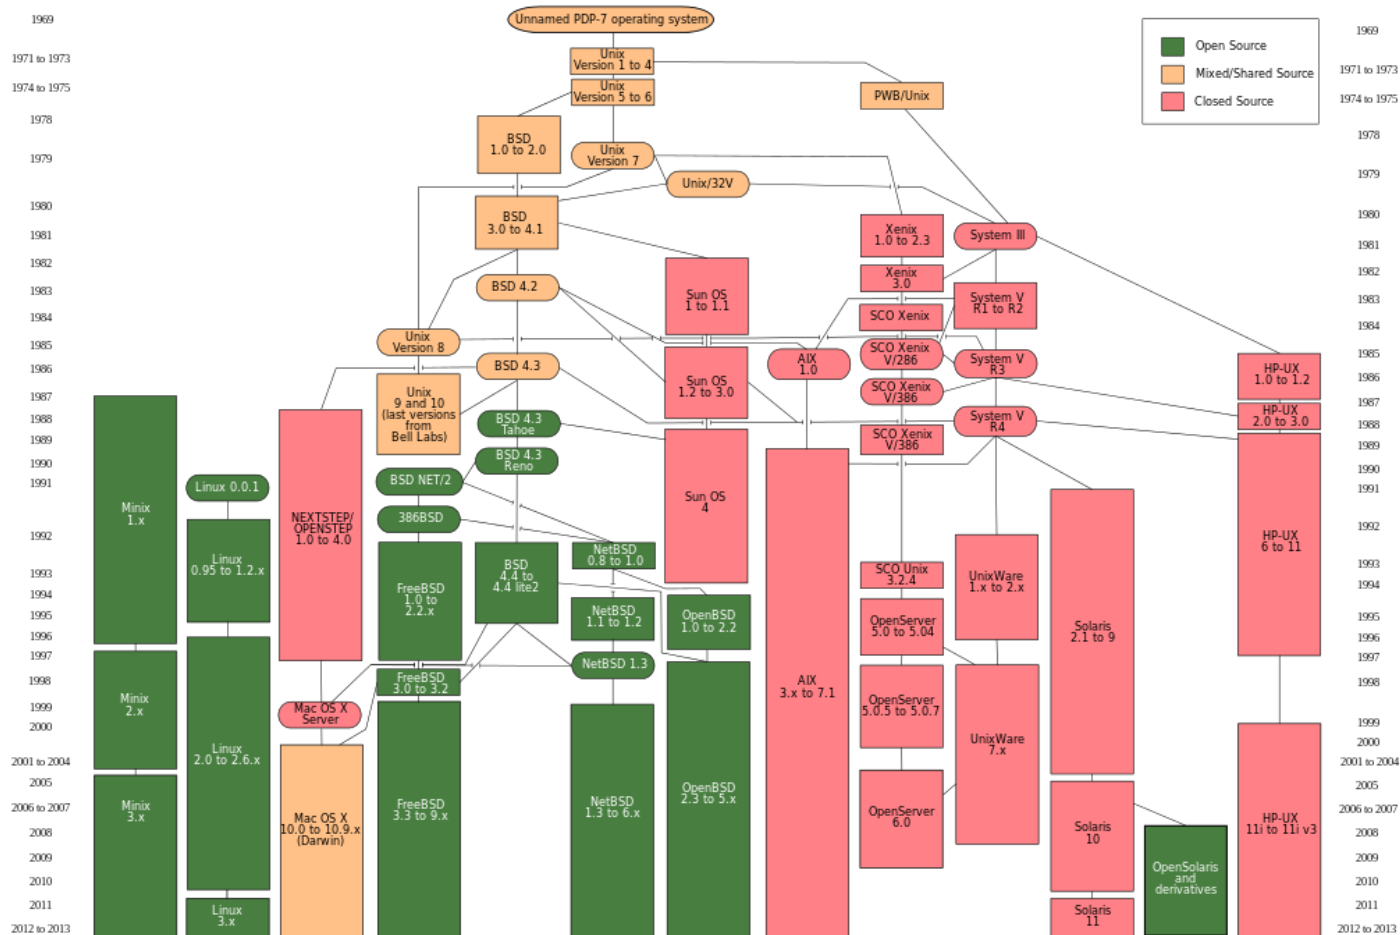 1969
1971 to 1973
1974 to 1975
1978
1979
1980
1981
1982
1983
1984
1985
1986
1987
1988
1989
1990
1991
1992
1993
1994
1995
1996
1997
1998
1999
2000
2001 to 2004
2005
2006 to 2007
2008
2009
2010
2011
2012 to 2013
Unnamed PDP-7 operating system
Unix
Version 1 to 4
Unix
Version 5 to 6
PWB/Unix
BSD
1.0 to 2.0
Unix
Version 7
Unix/32V
BSD
3.0 to 4.1
Xenix
1.0 to 2.3
System III
Xenix
3.0
Sun OS
1 to 1.1
BSD 4.2
System V
R1 to R2
SCO Xenix
Unix
Version 8
SCO Xenix
V/286
System V
R3
AIX
1.0
BSD 4.3
Sun OS
1.2 to 3.0
HP-UX
1.0 to 1.2
SCO Xenix
V/386
Unix
9 and 10
(last versions
from
Bell Labs)
HP-UX
2.0 to 3.0
BSD 4.3
Tahoe
System V
R4
SCO Xenix
V/386
BSD 4.3
Reno
BSD NET/2
Linux 0.0.1
Minix
1.x
NEXTSTEP/
OPENSTEP
1.0 to 4.0
386BSD
Sun OS
4
HP-UX
6 to 11
Linux
0.95 to 1.2.x
NetBSD
0.8 to 1.0
BSD
4.4 to
4.4 lite2
FreeBSD
1.0 to
2.2.x
SCO Unix
3.2.4
UnixWare
1.x to 2.x
NetBSD
1.1 to 1.2
OpenBSD
1.0 to 2.2
OpenServer
5.0 to 5.04
Solaris
2.1 to 9
NetBSD 1.3
FreeBSD
3.0 to 3.2
Minix
2.x
AIX
3.x to 7.1
OpenServer
5.0.5 to 5.0.7
Mac OS X
Server
Linux
2.0 to 2.6.x
UnixWare
7.x
Minix
3.x
Mac OS X
10.0 to 10.9.x
(Darwin)
FreeBSD
3.3 to 9.x
NetBSD
1.3 to 6.x
OpenBSD
2.3 to 5.x
OpenServer
6.0
Solaris
10
HP-UX
11i to 11i v3
OpenSolaris
and
derivatives
Linux
3.x
Solaris
11
Open Source
Mixed/Shared Source
Closed Source
1969
1971 to 1973
1974 to 1975
1978
1979
1980
1981
1982
1983
1984
1985
1986
1987
1988
1989
1990
1991
1992
1993
1994
1995
1996
1997
1998
1999
2000
2001 to 2004
2005
2006 to 2007
2008
2009
2010
2011
2012 to 2013